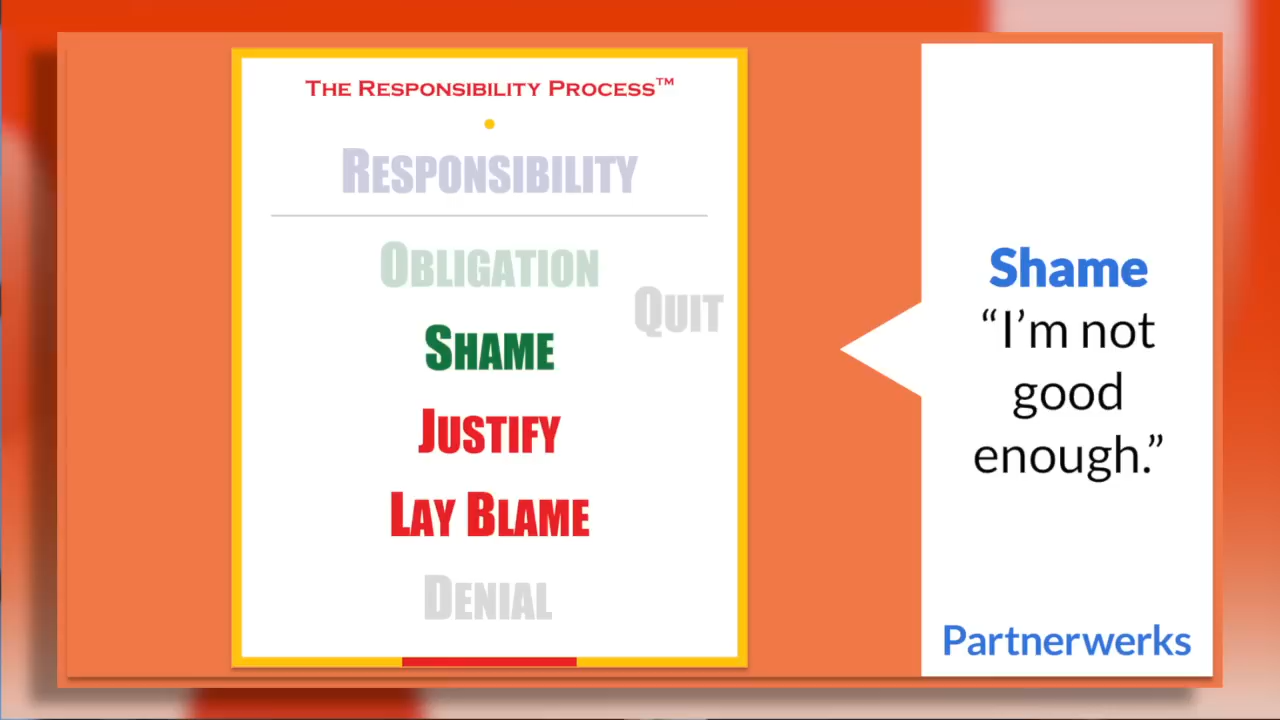 THE RESPONSIBILITY PROCESS™
RESPONSIBILITY
OBLIGATION
QUIT
SHAME
JUSTIFY
LAY BLAME
DENIAL
Shame
“I’m not
good
enough.”
Partnerwerks